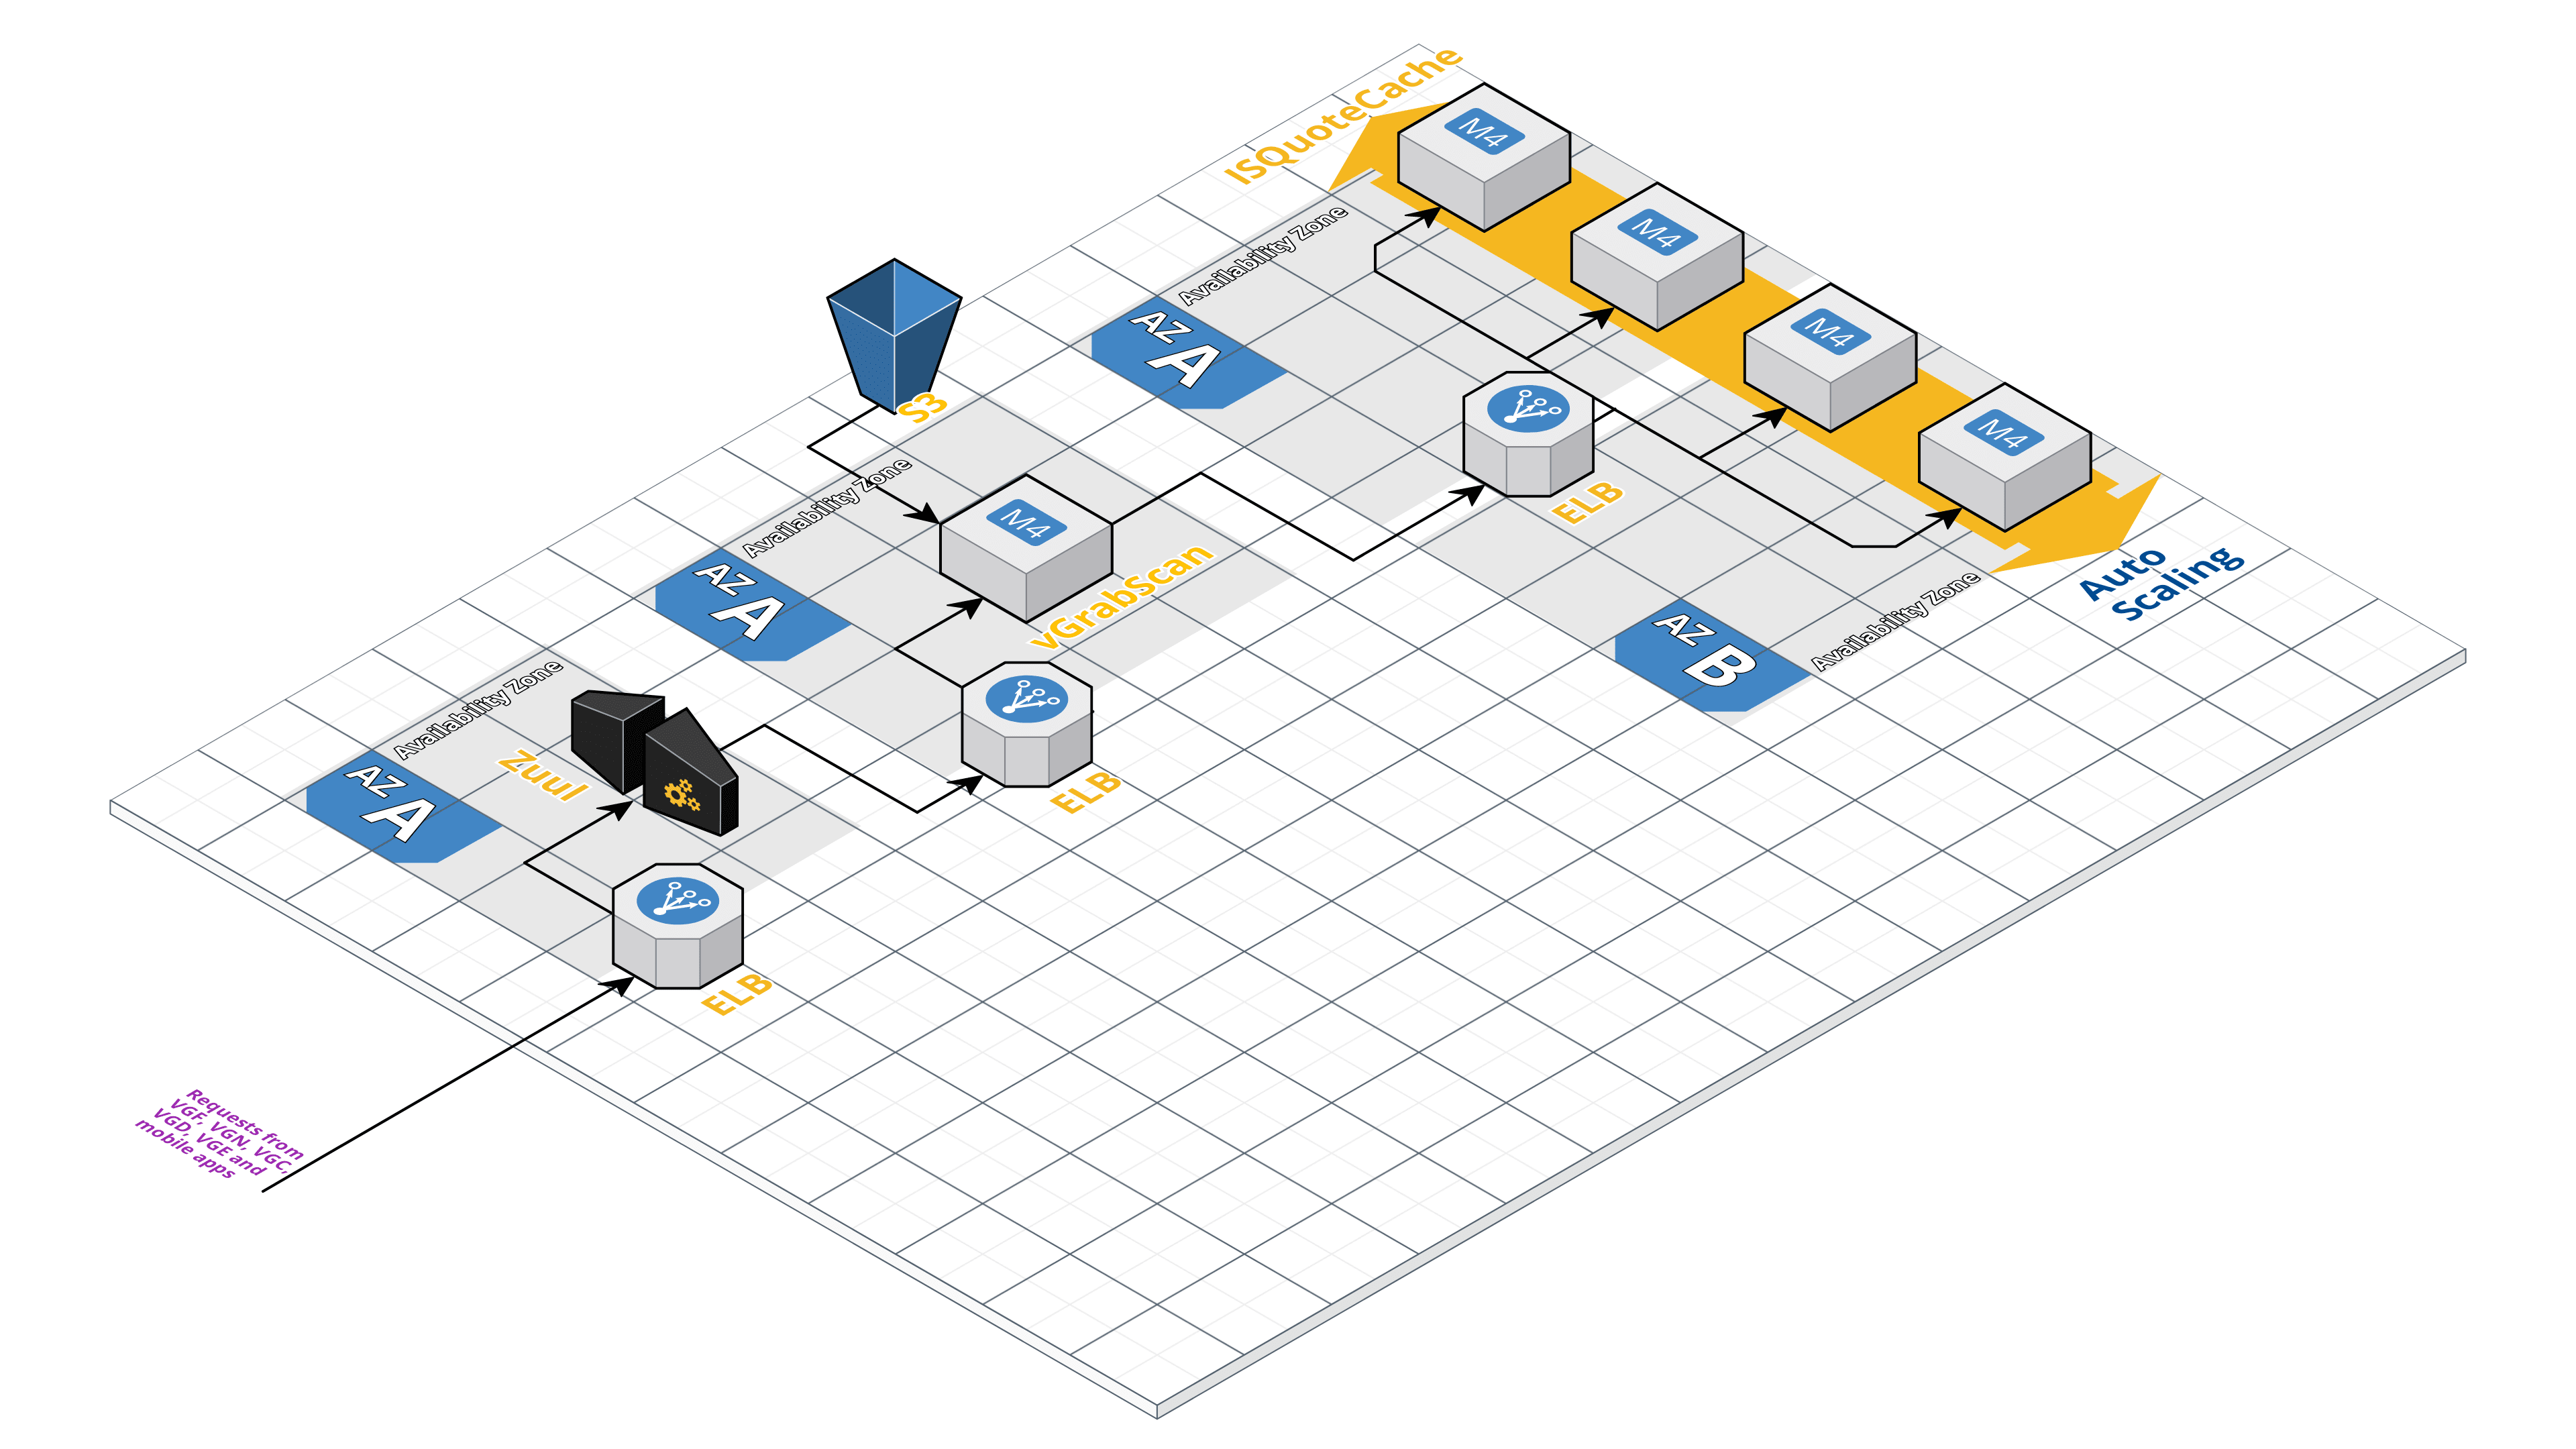 ISQuoteCache
M4
M4
M4
M4
Availability Zone
AZ
A
S3
ELB
Auto
Scaling
Availability Zone
AZ
B
Availability Zone
AZ
A
M4
vGrabScan
ELB
Availability Zone
AZ
A
Zuul
ELB
Requests from
VGF, VGN, VGC,
VGD, VGE and
mobile apps